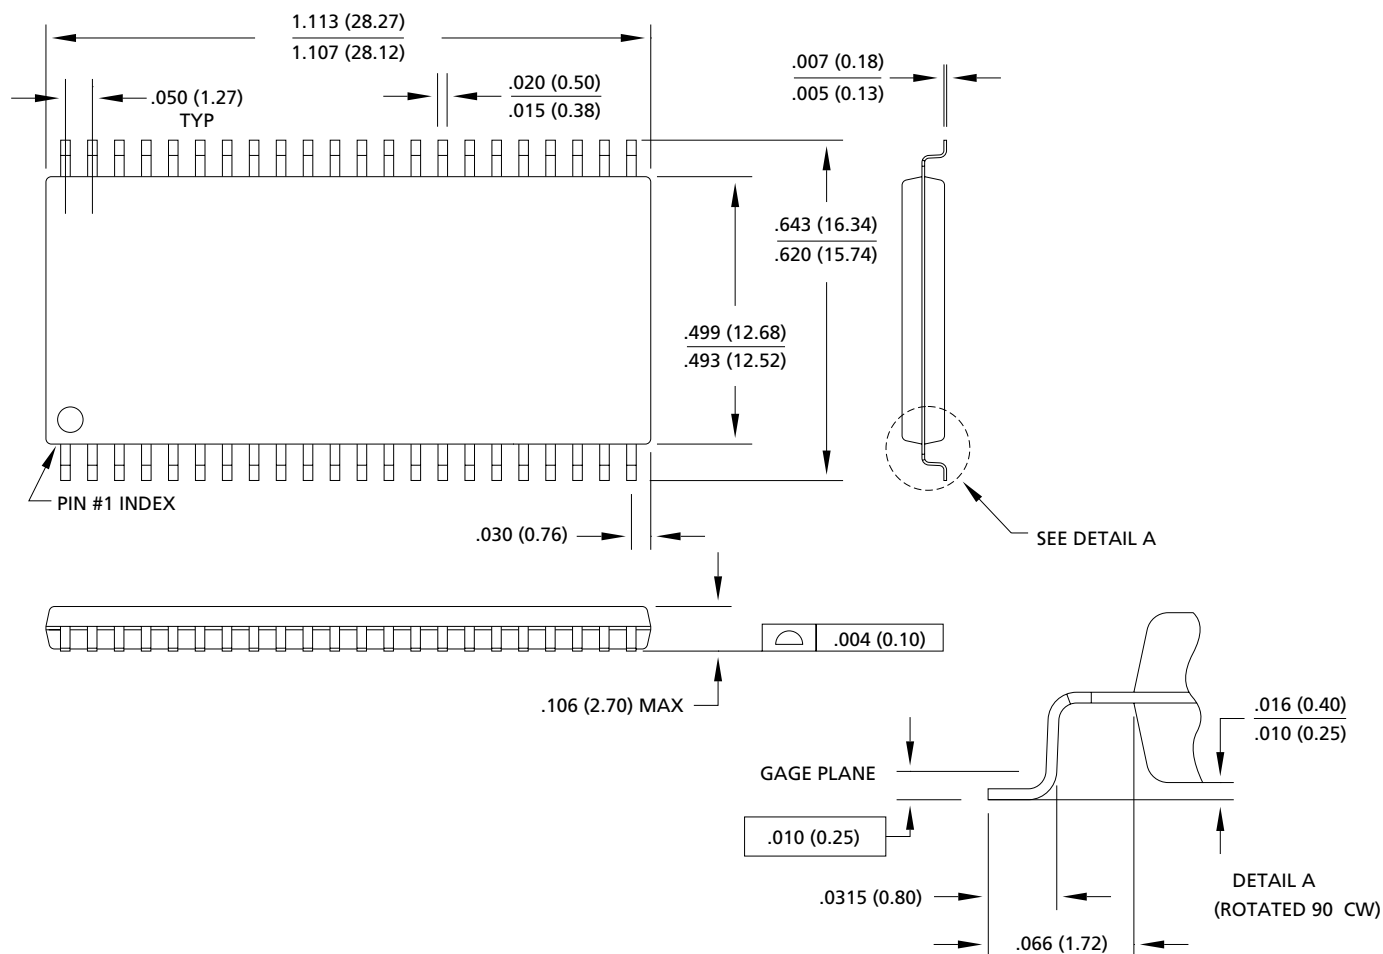 1.113 (28.27)
1.107 (28.12)
.050 (1.27)
TYP
.020 (0.50)
.015 (0.38)
.007 (0.18)
.005 (0.13)
.643 (16.34)
.620 (15.74)
.499 (12.68)
.493 (12.52)
PIN #1 INDEX
.030 (0.76)
SEE DETAIL A
.004 (0.10)
.106 (2.70) MAX
.016 (0.40)
.010 (0.25)
GAGE PLANE
.010 (0.25)
.0315 (0.80)
DETAIL A
(ROTATED 90 CW)
.066 (1.72)